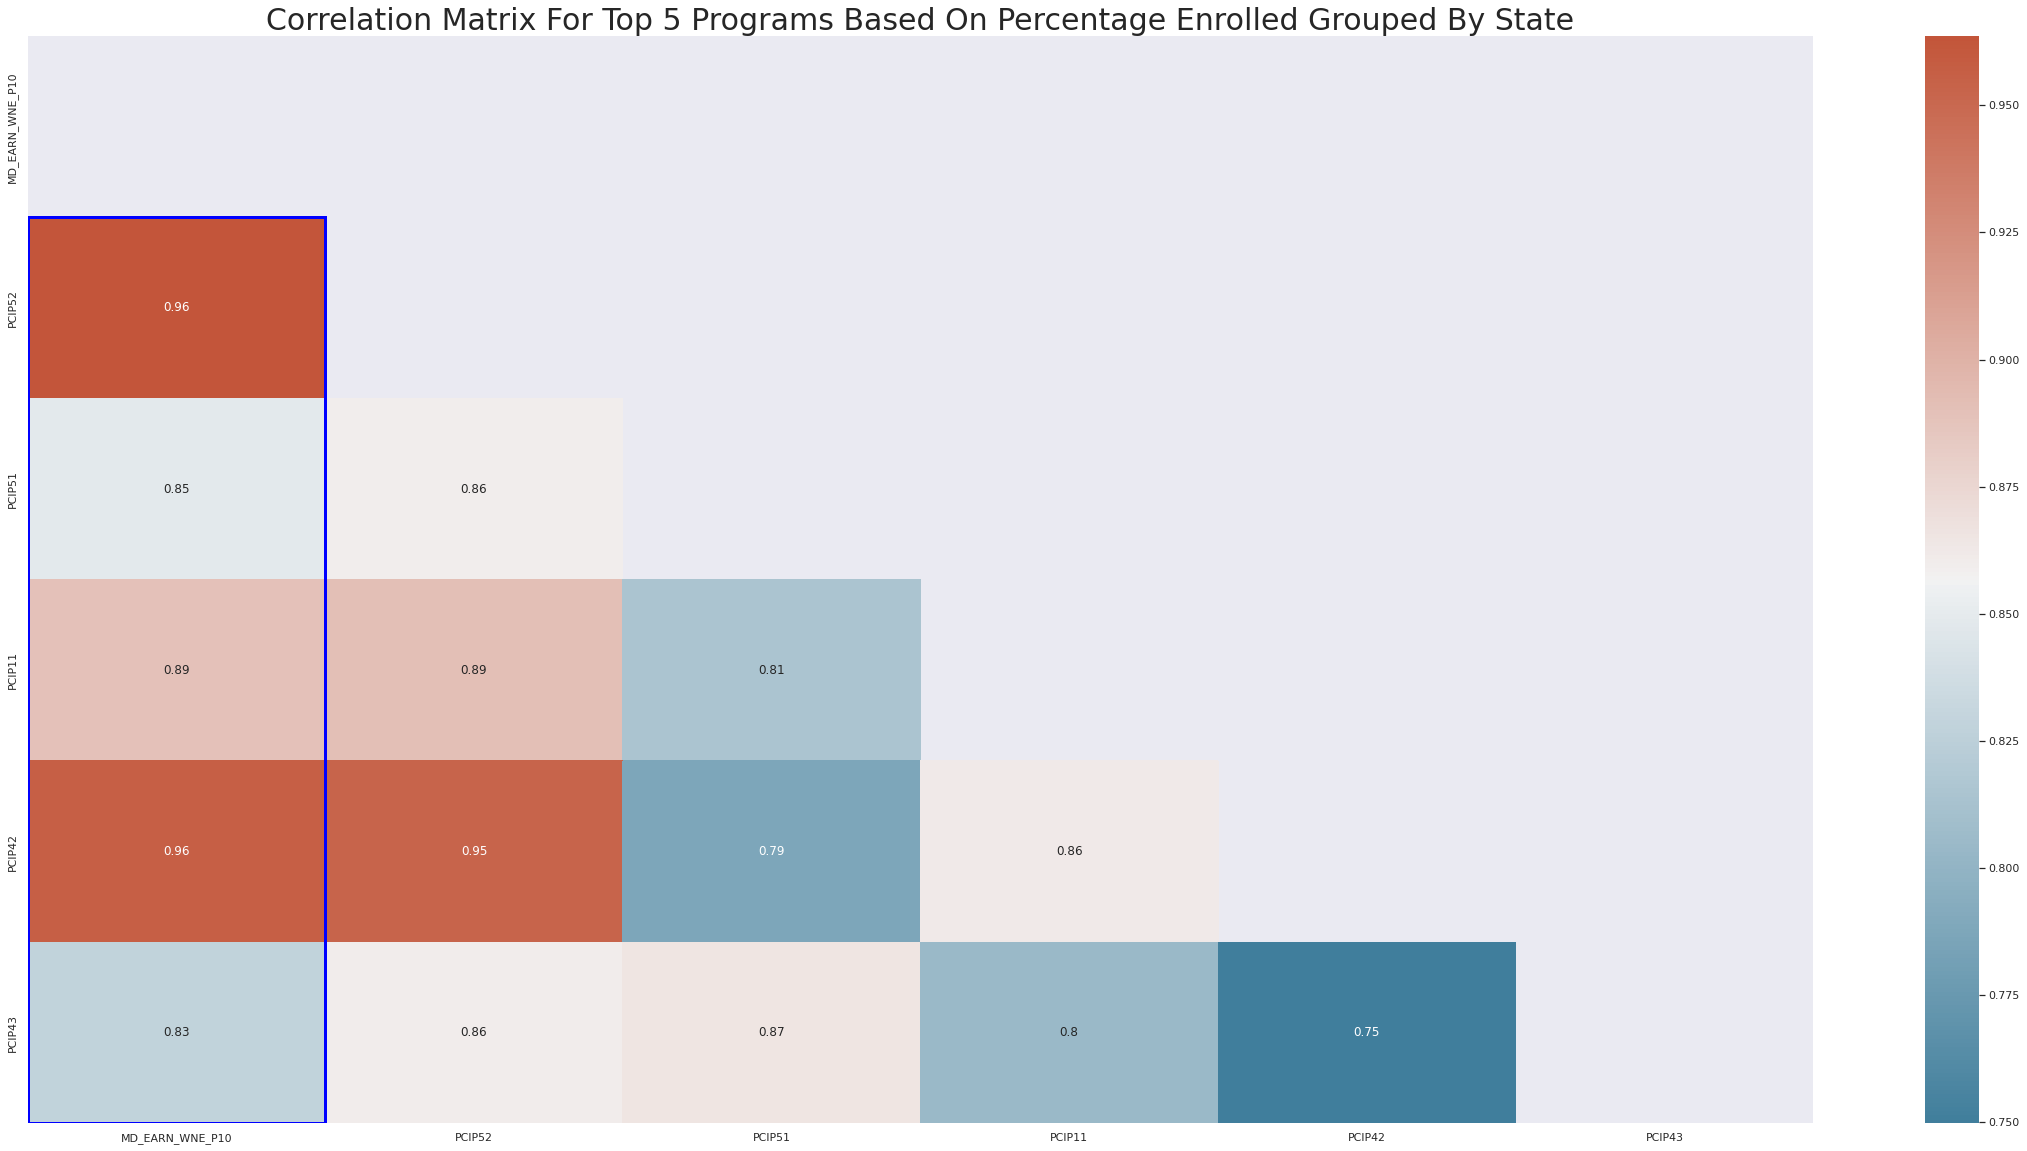 Correlation Matrix For Top 5 Programs Based On Percentage Enrolled Grouped By State
MD_EARN_WNE_P10
PCIP52
0.96
PCIP51
0.85 0.86
PCIP11
0.89 0.89 0.81
PCIP42
0.96 0.95 0.79 0.86
PCIP43
0.83 0.86 0.87 0.8 0.75
MD_EARN_WNE_P10 PCIP52 PCIP51 PCIP11 PCIP42 PCIP43
0.950
0.925
0.900
0.875
0.850
0.825
0.800
0.775
0.750